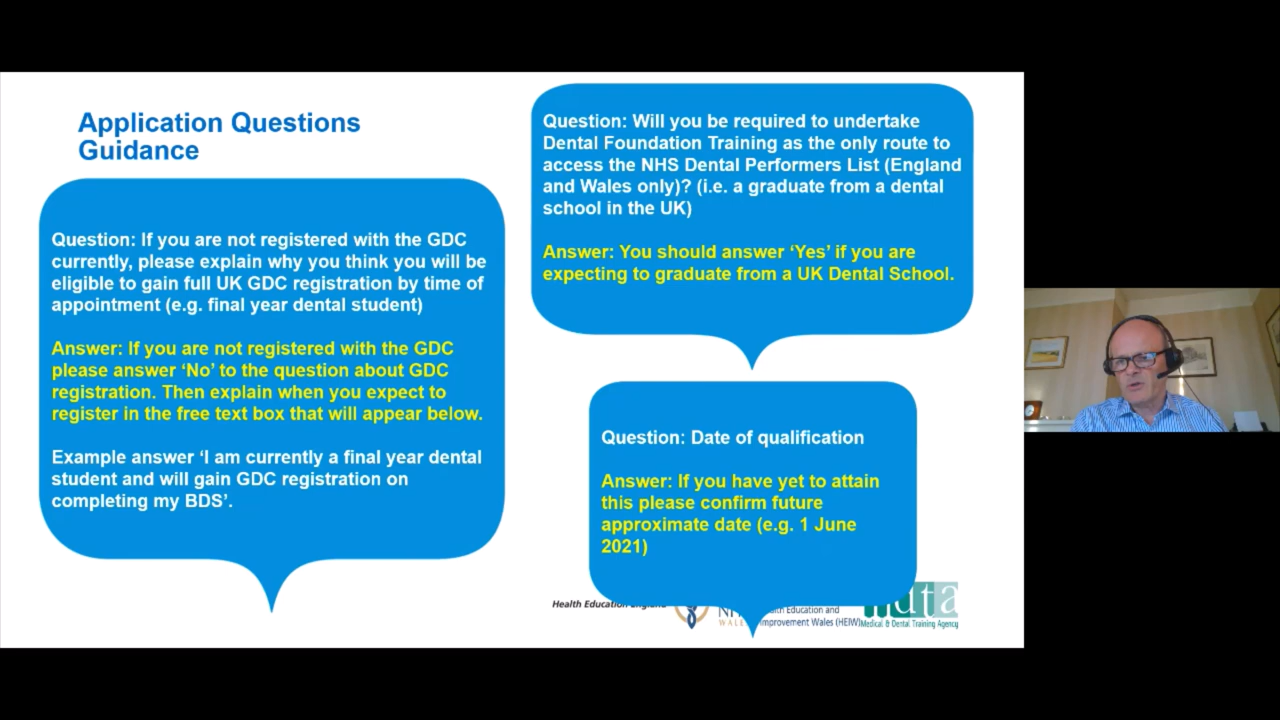 Application Questions
Guidance
Question: If you are not registered with the GDC
currently, please explain why you think you will be
eligible to gain full UK GDC registration by time of
appointment (e.g. final year dental student)
Answer: If you are not registered with the GDC
please answer ‘No’ to the question about GDC
registration. Then explain when you expect to
register in the free text box that will appear below.
Example answer ‘I am currently a final year dental
student and will gain GDC registration on
completing my BDS’.
Question: Will you be required to undertake
Dental Foundation Training as the only route to
access the NHS Dental Performers List (England
and Wales only)? (i.e. a graduate from a dental
school in the UK)
Answer: You should answer ‘Yes’ if you are
expecting to graduate from a UK Dental School.
Question: Date of qualification
Answer: If you have yet to attain
this please confirm future
approximate date (e.g. 1 June
2021)
Health Education
Education and
Improvement Wales (HEIW)
Medical & Dental Training Agency